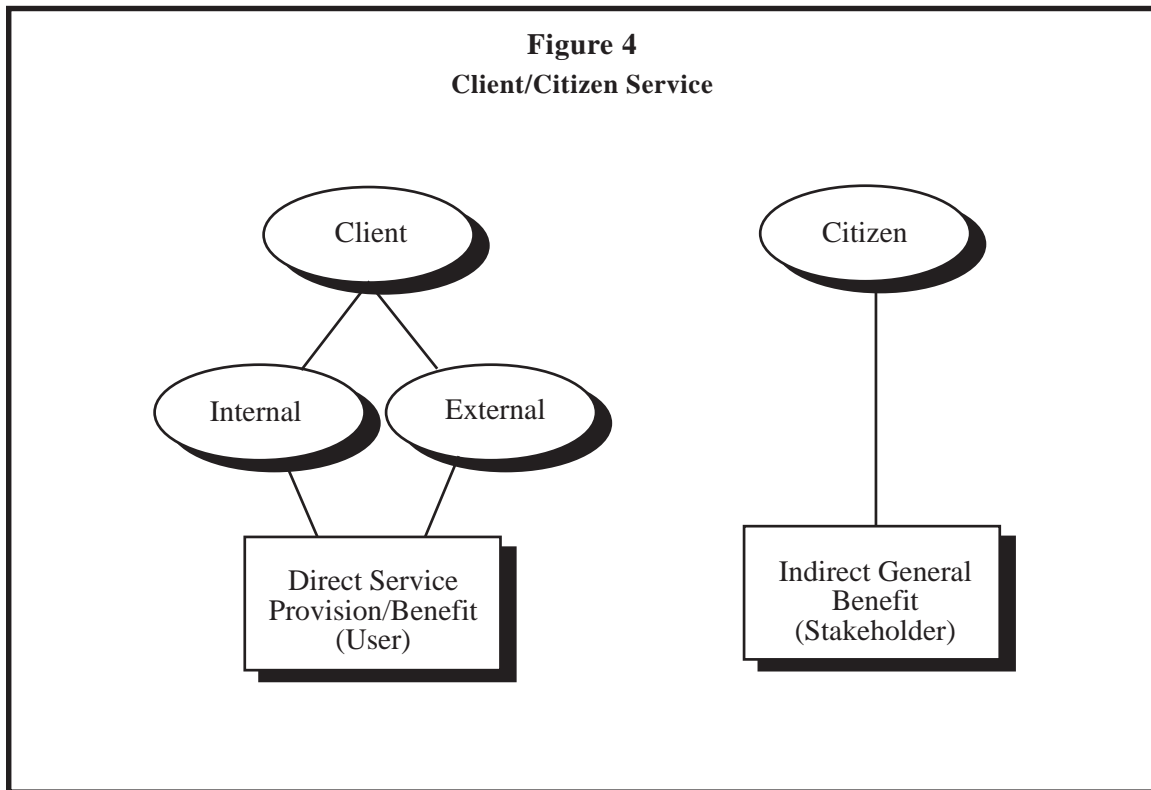 Figure 4
Client/Citizen Service
Client
Citizen
Internal
External
Direct Service
Provision/Benefit
(User)
Indirect General
Benefit
(Stakeholder)